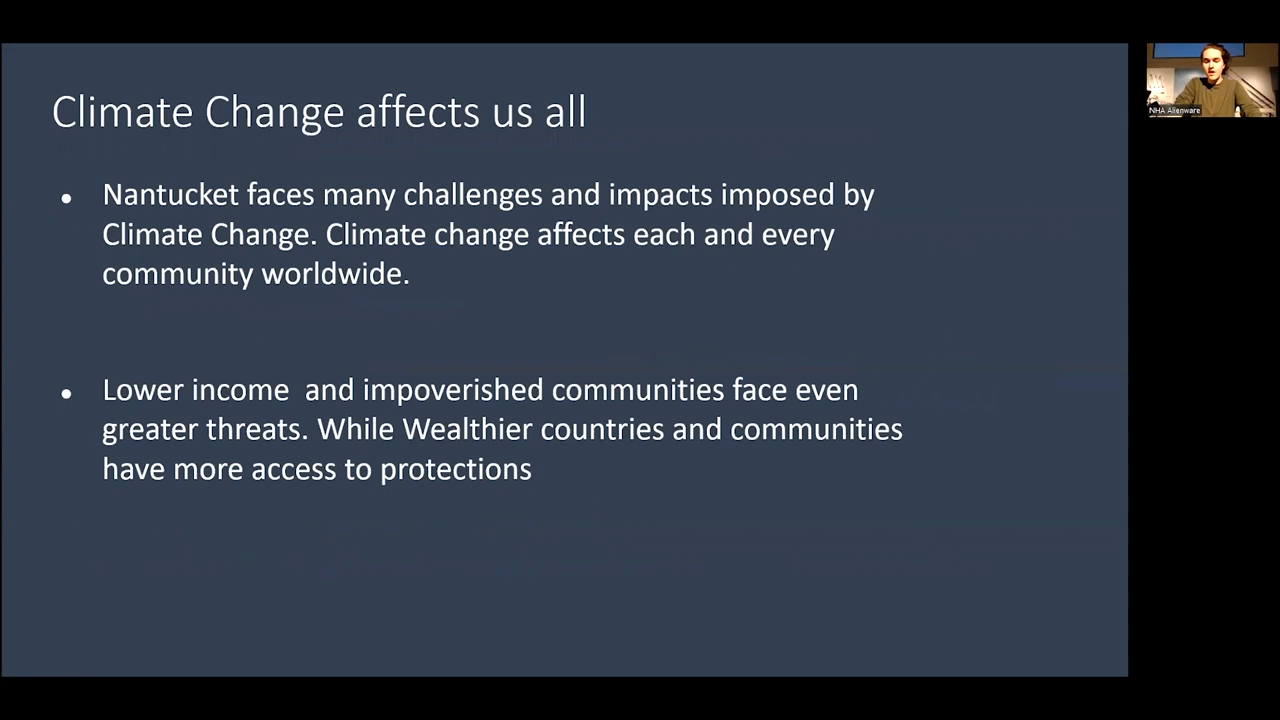 Climate Change affects us all
• Nantucket faces many challenges and impacts imposed by
Climate Change. Climate change affects each and every
community worldwide.
• Lower income  and impoverished communities face even
greater threats. While Wealthier countries and communities
have more access to protections
NHA Alienware